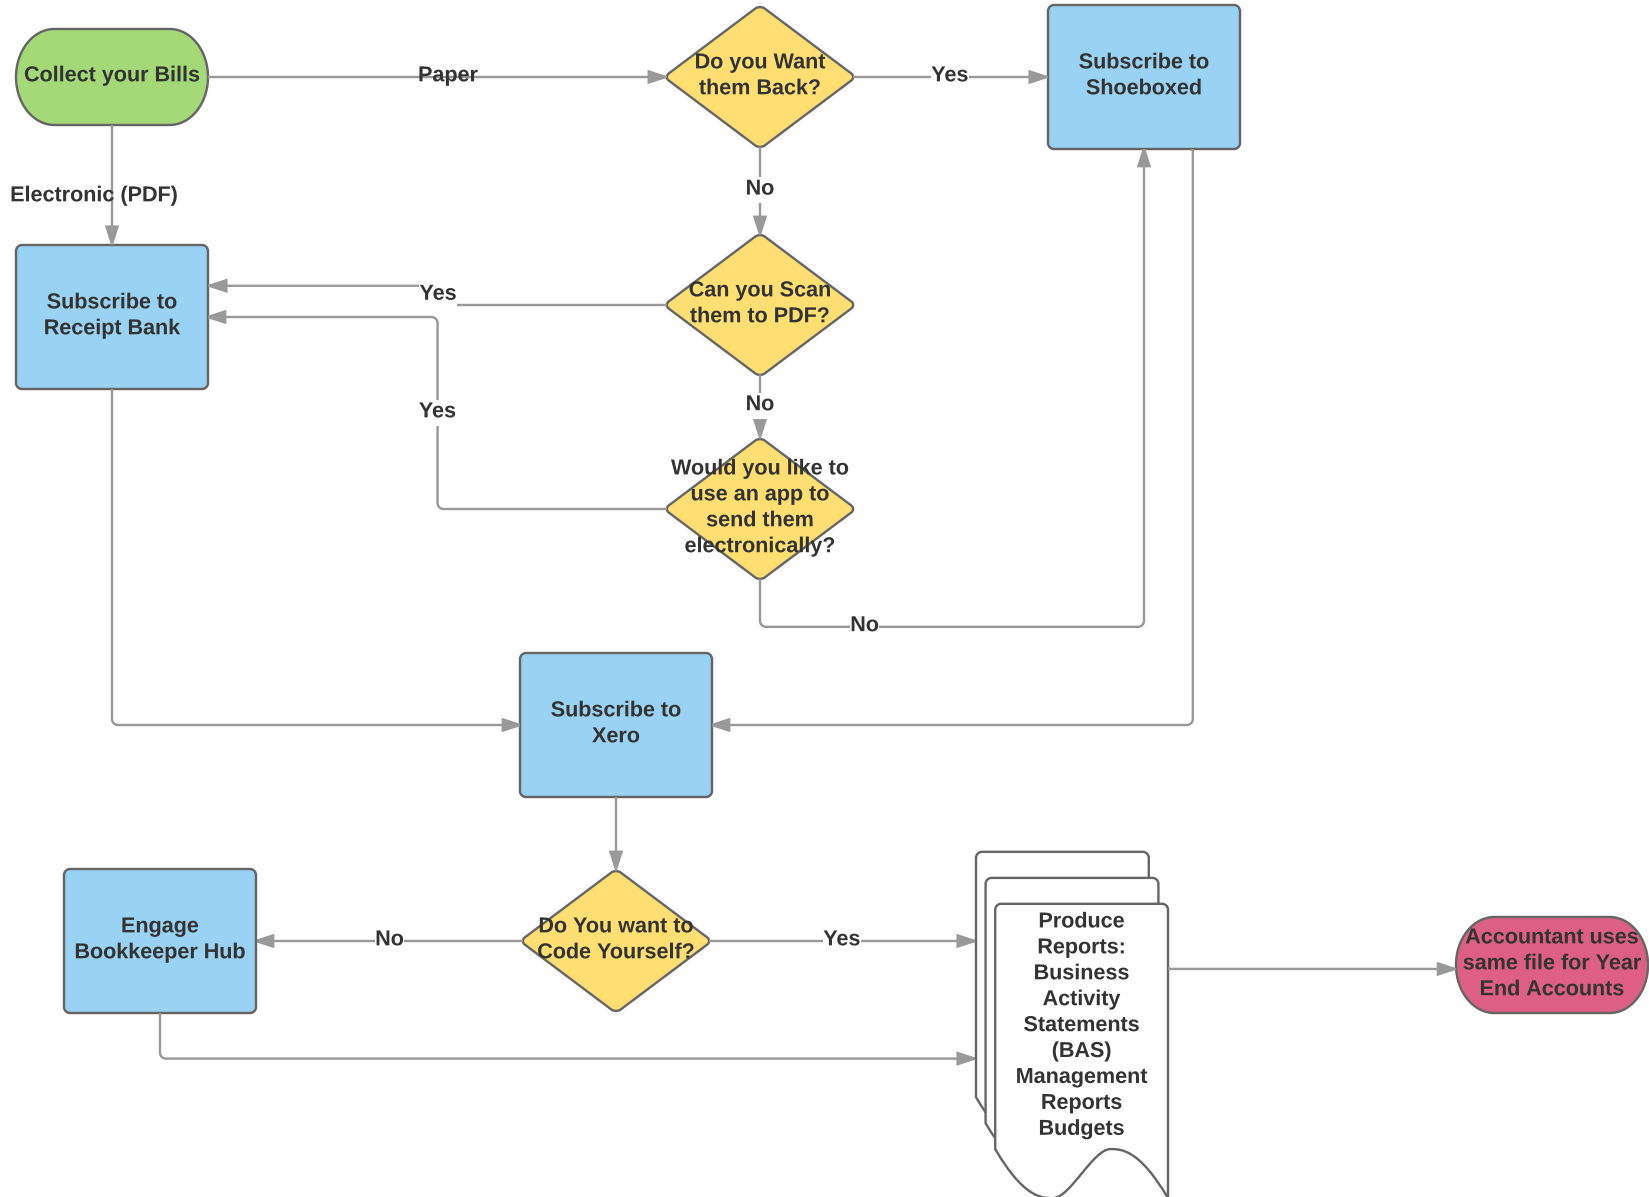 Collect your Bills
Paper
Do you Want
them Back?
Yes
Subscribe to
Shoeboxed
Electronic (PDF)
No
Subscribe to
Receipt Bank
Yes
Can you Scan
them to PDF?
Yes
No
Would you like to
use an app to
send them
electronically?
No
Subscribe to
Xero
Engage
Bookkeeper Hub
No
Do You want to
Code Yourself?
Yes
Produce
Reports:
Business
Activity
Statements
(BAS)
Management
Reports
Budgets
Accountant uses
same file for Year
End Accounts